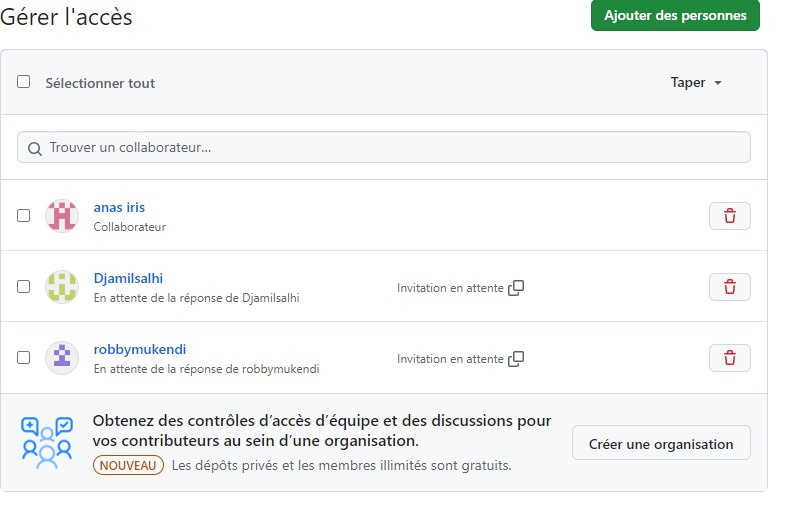 Gérer l'accès
Ajouter des personnes
Sélectionner tout
Taper
Trouver un collaborateur...
anas iris
Collaborateur
Djamilsalhi
En attente de la réponse de Djamilsalhi
Invitation en attente
robbymukendi
En attente de la réponse de robbymukendi
Invitation en attente
Obtenez des contrôles d’accès d’équipe et des discussions pour
vos contributeurs au sein d’une organisation.
NOUVEAU Les dépôts privés et les membres illimités sont gratuits.
Créer une organisation